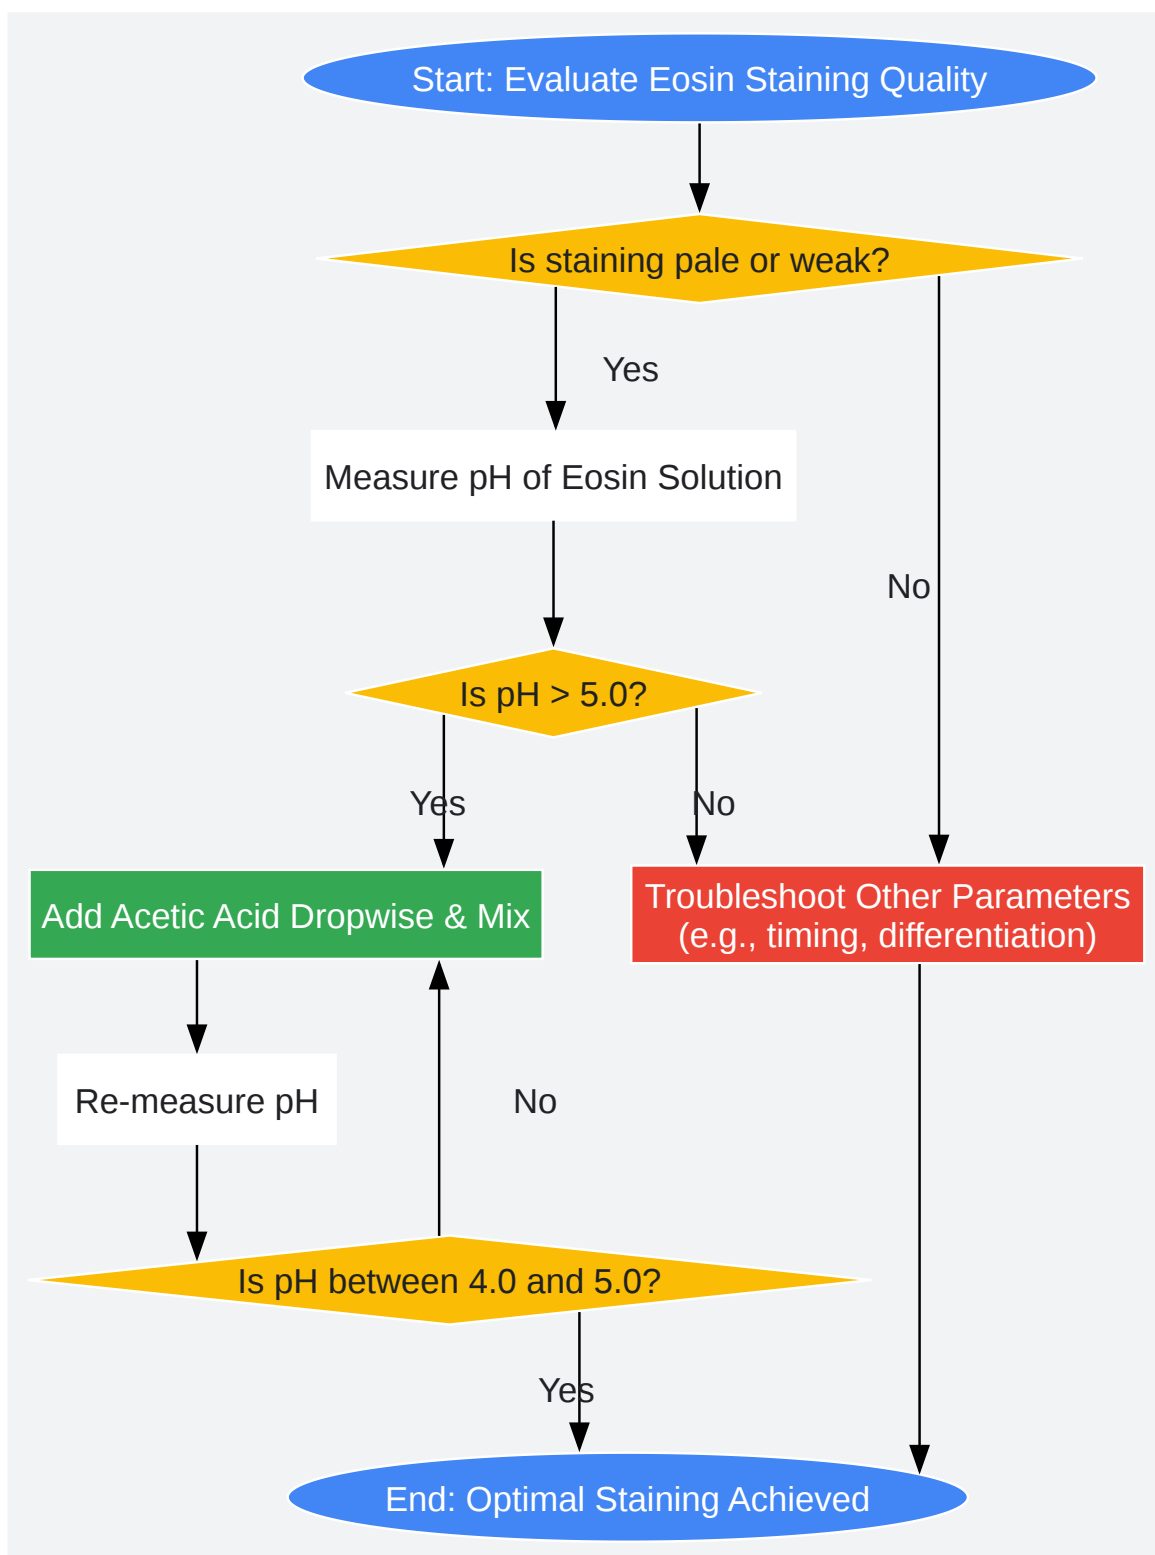 Start: Evaluate Eosin Staining Quality
Is staining pale or weak?
Yes
Measure pH of Eosin Solution
No
Is pH > 5.0?
Yes
No
Add Acetic Acid Dropwise & Mix
Troubleshoot Other Parameters
(e.g., timing, differentiation)
Re-measure pH
No
Is pH between 4.0 and 5.0?
Yes
End: Optimal Staining Achieved